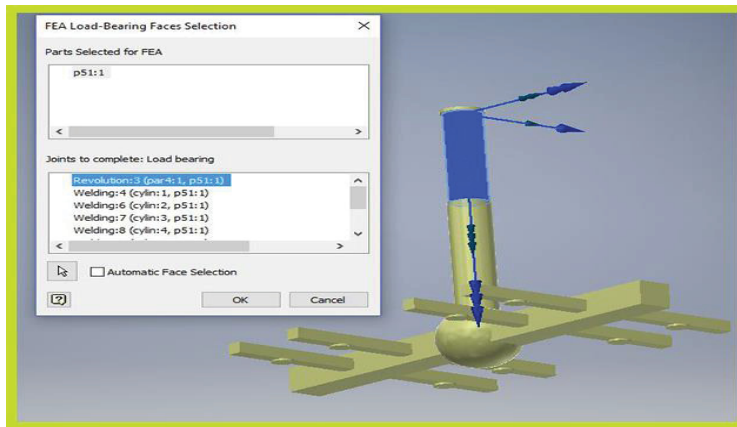 FEA Load-Bearing Faces Selection
Parts Selected for FEA
p51:1
Joints to complete: Load bearing
Revolution:3 (par4:1, p51:1)
Welding:4 (cylin:1, p51:1)
Welding:6 (cylin:2, p51:1)
Welding:7 (cylin:3, p51:1)
Welding:8 (cylin:4, p51:1)
Automatic Face Selection
OK Cancel